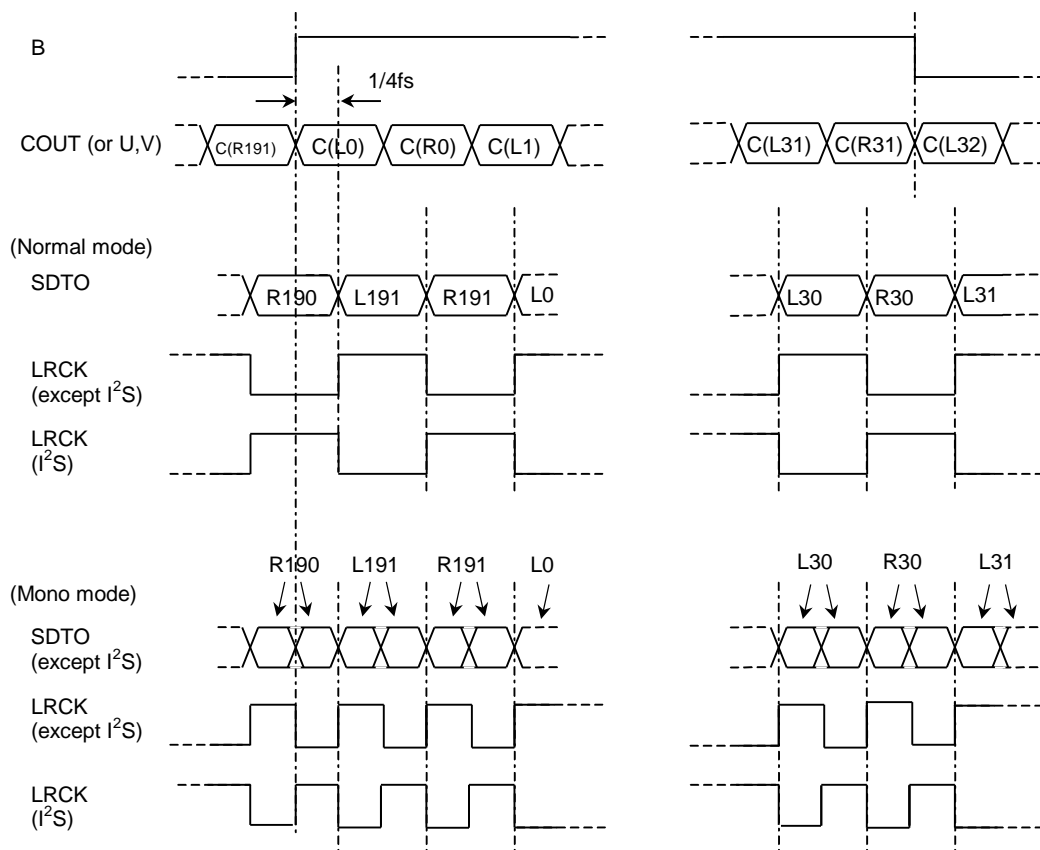 B
1/4fs
COUT (or U,V)
C(R191) C(L0) C(R0) C(L1) C(L31) C(R31) C(L32)
(Normal mode)
SDTO
R190 L191 R191 L0 L30 R30 L31
LRCK
(except I²S)
LRCK
(I²S)
R190 L191 R191 L0 L30 R30 L31
(Mono mode)
SDTO
(except I²S)
LRCK
(except I²S)
LRCK
(I²S)